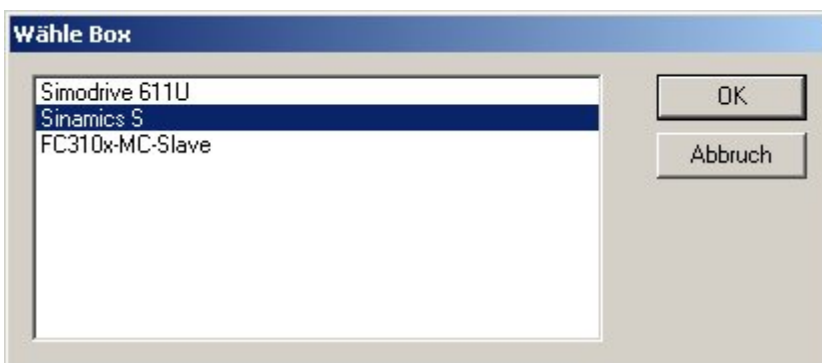 Wähle Box
Simodrive 611U
Sinamics S
FC310x-MC-Slave
OK
Abbruch